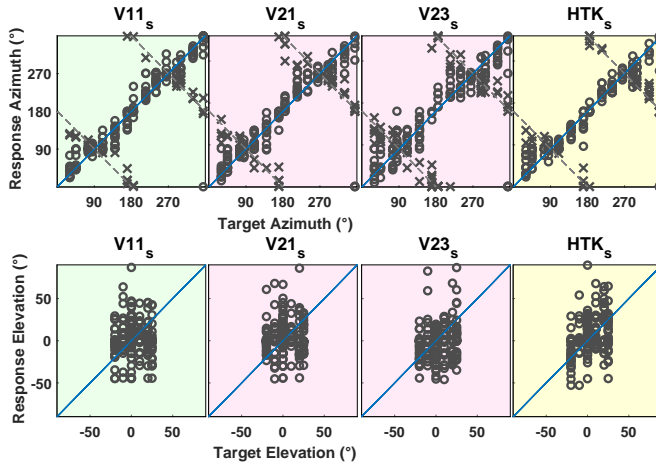 V11s V21s V23s HTKs
Response Azimuth (°)
270
180
90
90 180 270 90 180 270 90 180 270 90 180 270
Target Azimuth (°)
V11s V21s V23s HTKs
Response Elevation (°)
50
0
-50
-50 0 50 -50 0 50 -50 0 50 -50 0 50
Target Elevation (°)